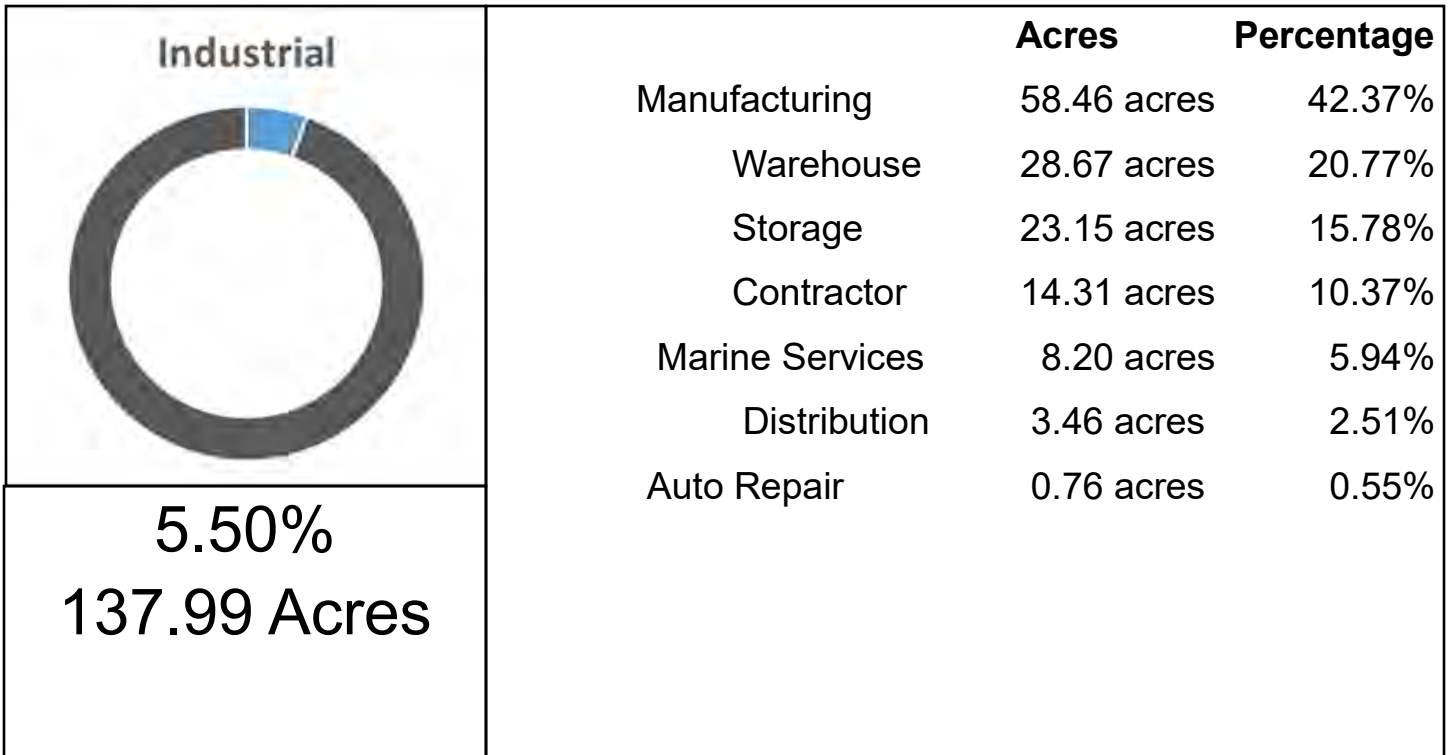 Industrial
5.50%
137.99 Acres
Acres Percentage
Manufacturing 58.46 acres 42.37%
Warehouse 28.67 acres 20.77%
Storage 23.15 acres 15.78%
Contractor 14.31 acres 10.37%
Marine Services 8.20 acres 5.94%
Distribution 3.46 acres 2.51%
Auto Repair 0.76 acres 0.55%